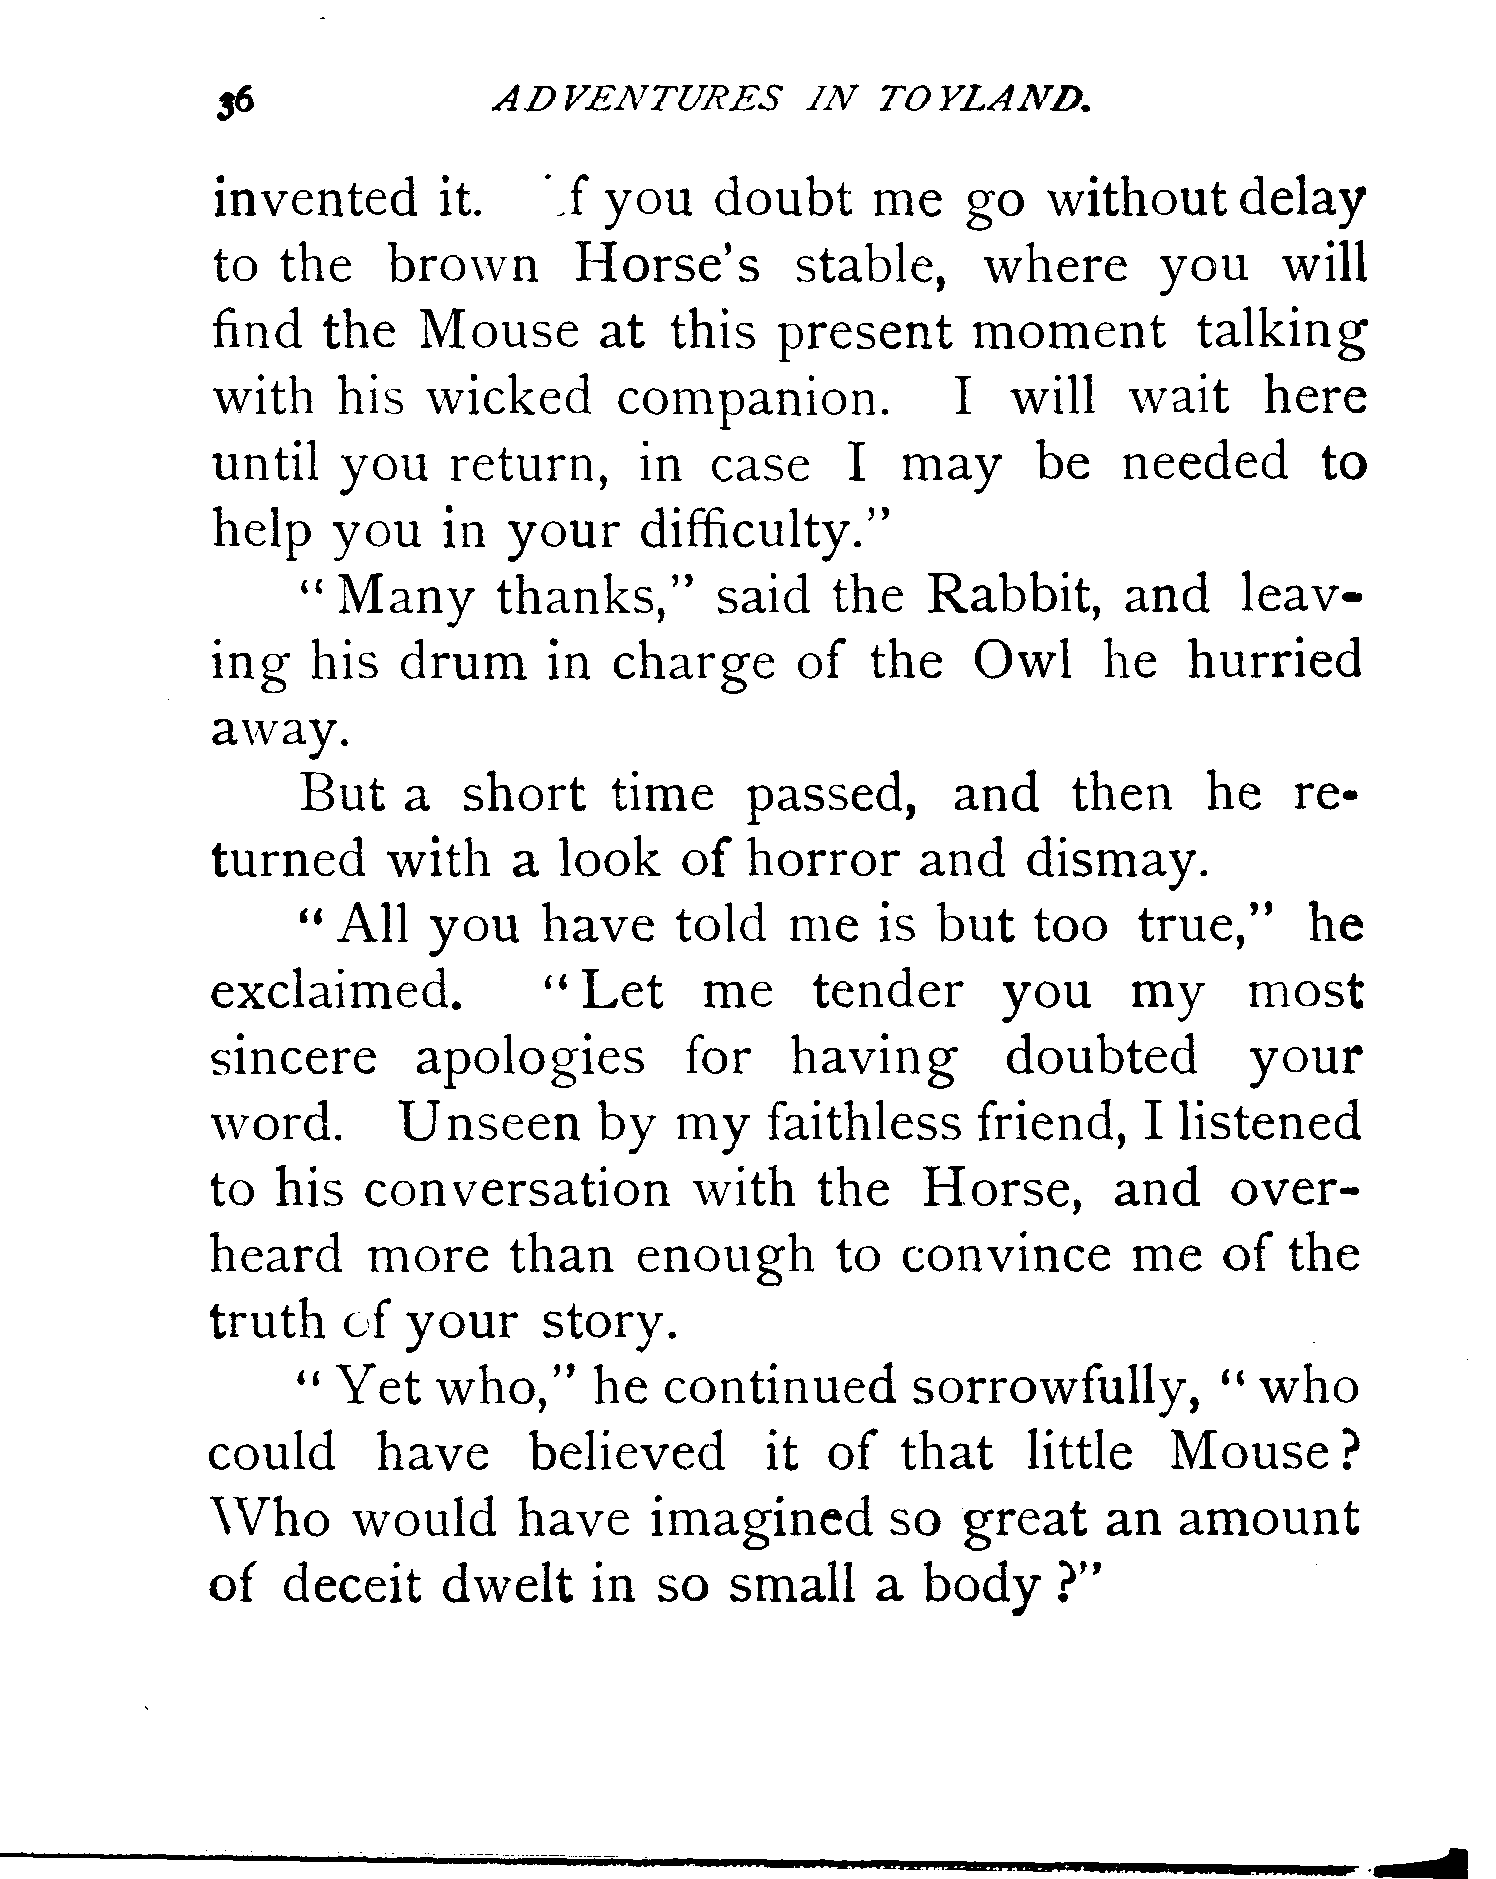 36 ADVENTURES IN TOYLAND.
invented it. If you doubt me go without delay
to the brown Horse's stable, where you will
find the Mouse at this present moment talking
with his wicked companion. I will wait here
until you return, in case I may be needed to
help you in your difficulty."
"Many thanks," said the Rabbit, and leav-
ing his drum in charge of the Owl he hurried
away.
But a short time passed, and then he re-
turned with a look of horror and dismay.
"All you have told me is but too true," he
exclaimed. "Let me tender you my most
sincere apologies for having doubted your
word. Unseen by my faithless friend, I listened
to his conversation with the Horse, and over-
heard more than enough to convince me of the
truth of your story.
"Yet who," he continued sorrowfully, "who
could have believed it of that little Mouse?
Who would have imagined so great an amount
of deceit dwelt in so small a body?"